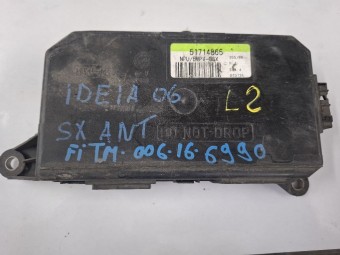 51714865
IDEIA 06
L2
SX ANT
DO NOT DROP
FiTM-006-16-6990